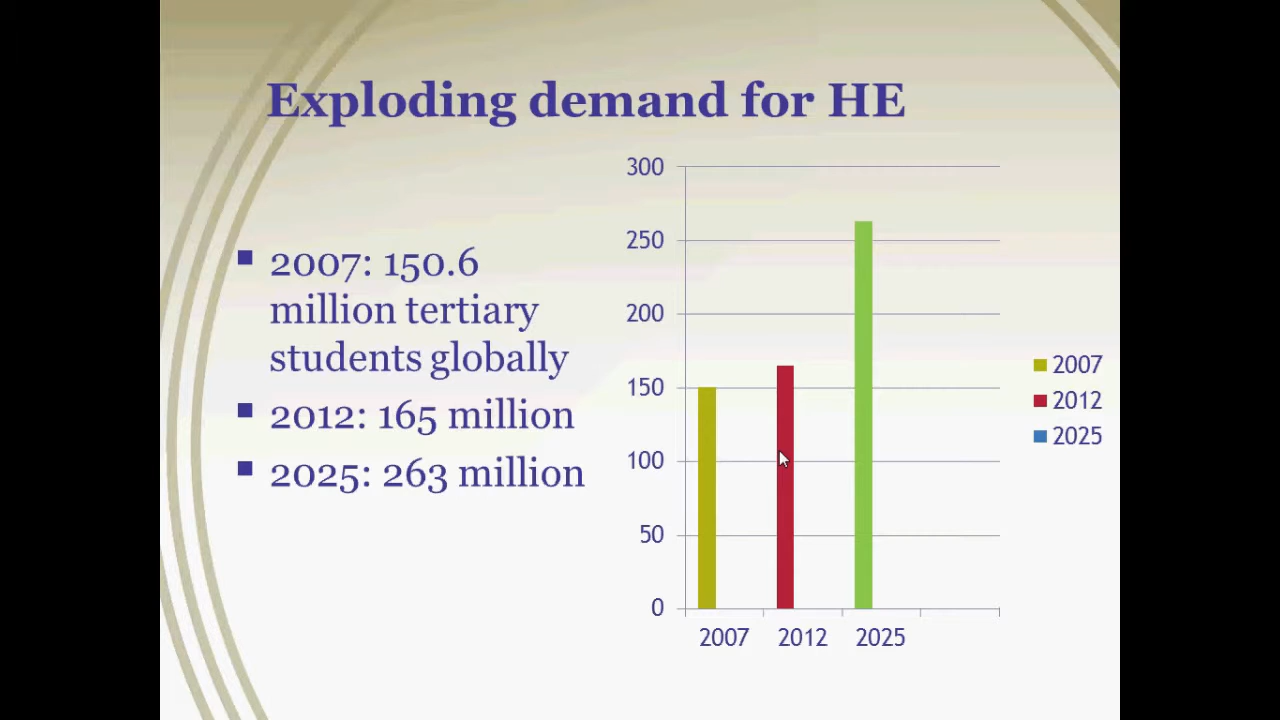 Exploding demand for HE
2007: 150.6
million tertiary
students globally
2012: 165 million
2025: 263 million
300
250
200
150
100
50
0
2007 2012 2025
2007
2012
2025